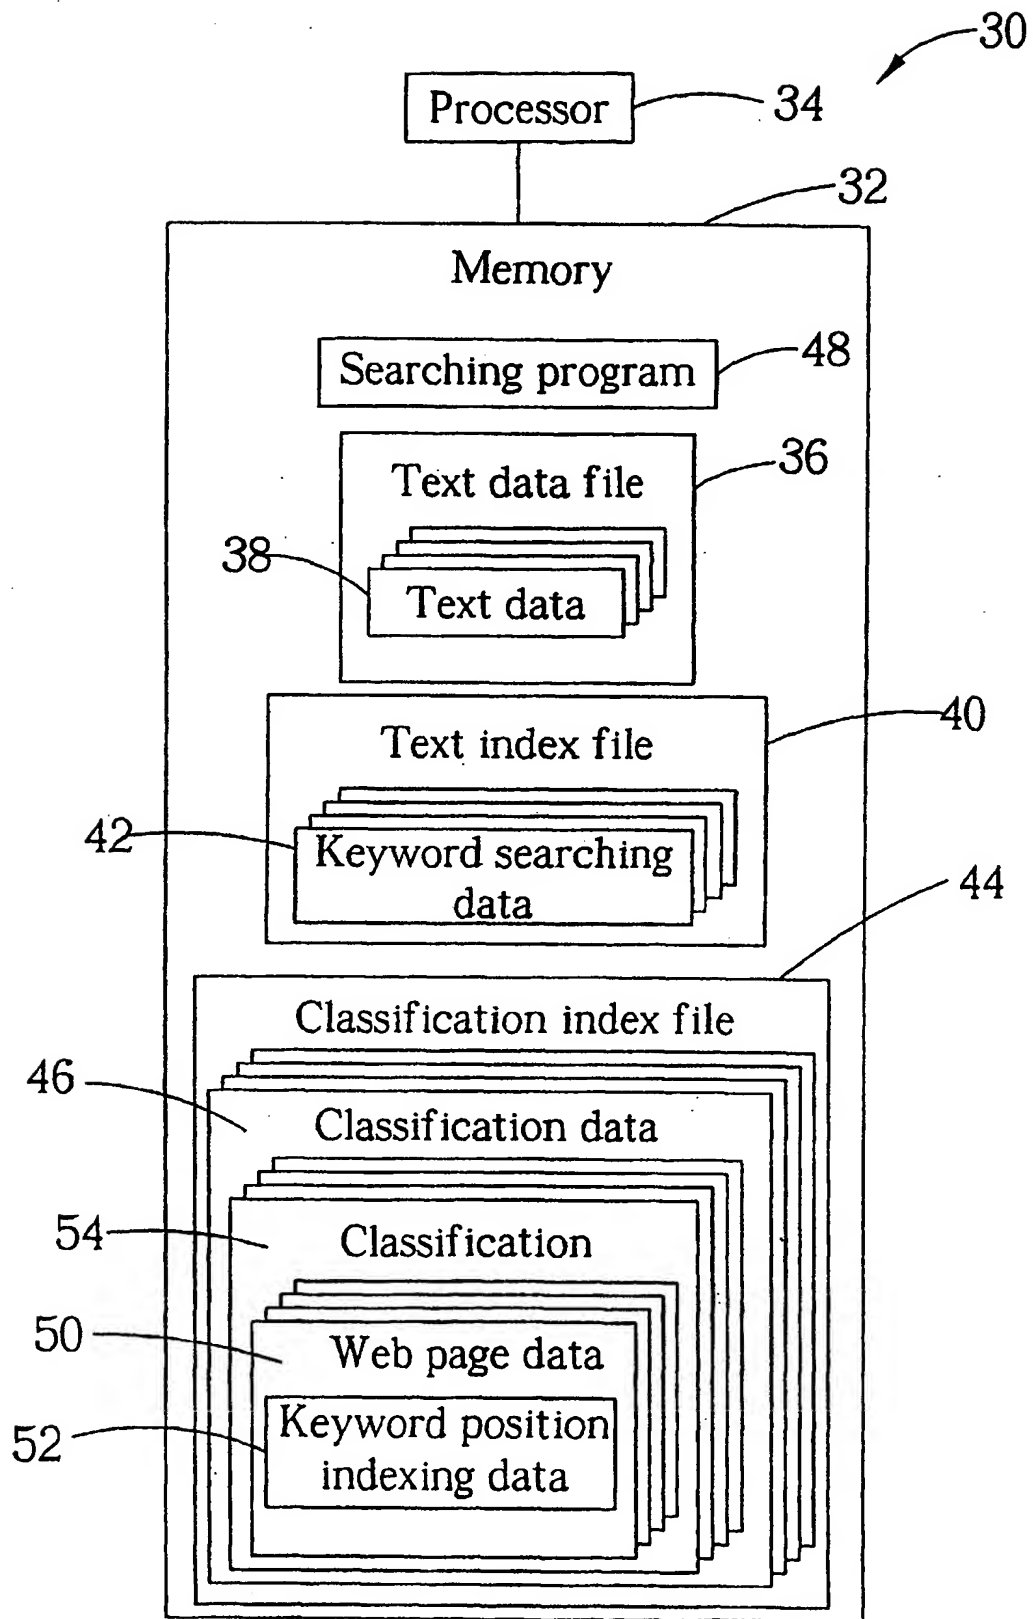 30
Processor
34
32
Memory
Searching program
48
36
Text data file
38
Text data
40
Text index file
42
Keyword searching
data
44
Classification index file
46
Classification data
54
Classification
50
Web page data
52
Keyword position
indexing data